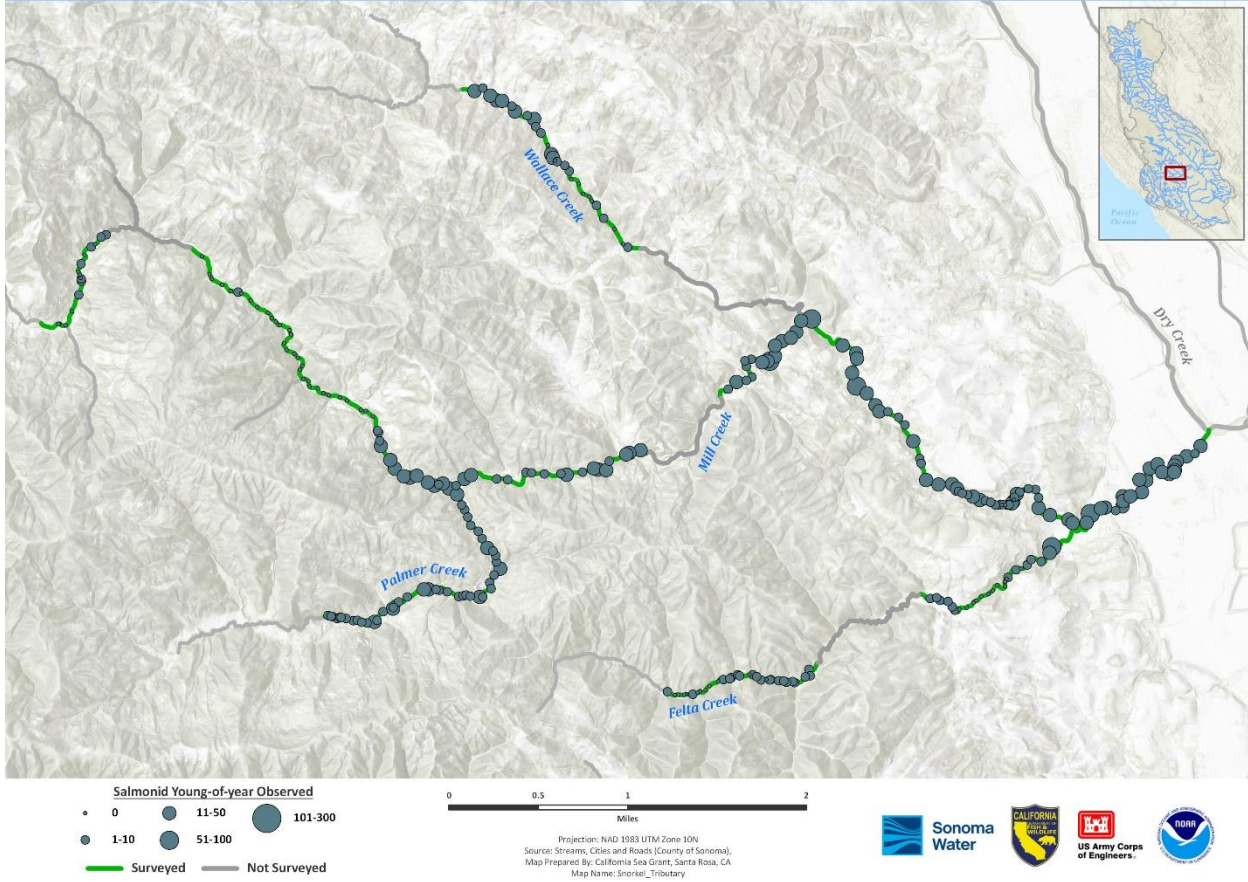 Wallace Creek
Dry Creek
Mill Creek
Palmer Creek
Felta Creek
Pacific
Ocean
Salmonid Young-of-year Observed
0
11-50
101-300
1-10
51-100
Surveyed
Not Surveyed
0
0.5
1
2
Miles
Projection: NAD 1983 UTM Zone 10N
Source: Streams, Cities and Roads (County of Sonoma),
Map Prepared By: California Sea Grant, Santa Rosa, CA
Map Name: Snorkel_Tributary
Sonoma
Water
CALIFORNIA
FISH &
WILDLIFE
US Army Corps
of Engineers®
NOAA